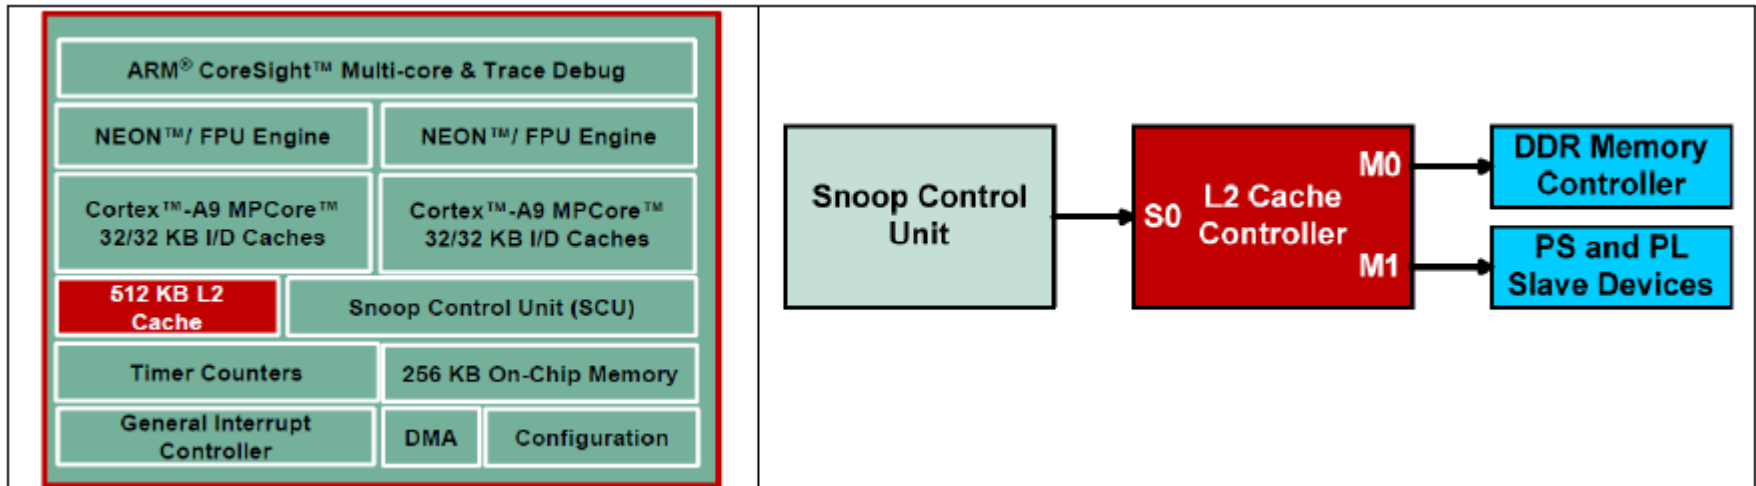 ARM® CoreSight™ Multi-core & Trace Debug
NEON™/ FPU Engine
NEON™/ FPU Engine
Cortex™-A9 MPCore™
32/32 KB I/D Caches
Cortex™-A9 MPCore™
32/32 KB I/D Caches
512 KB L2
Cache
Snoop Control Unit (SCU)
Timer Counters
256 KB On-Chip Memory
General Interrupt
Controller
DMA
Configuration
Snoop Control
Unit
S0
L2 Cache
Controller
M0
M1
DDR Memory
Controller
PS and PL
Slave Devices